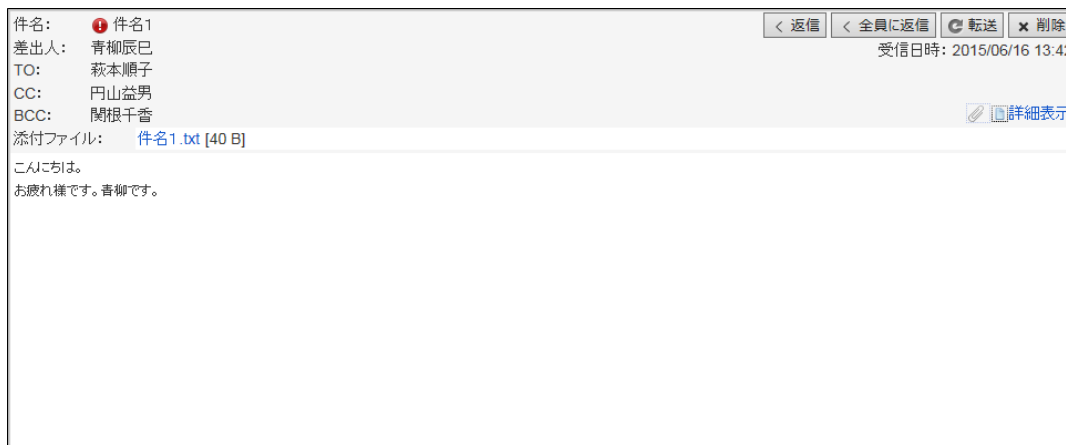 件名: 件名1
< 返信 < 全員に返信 転送 × 削除
差出人: 青柳辰巳
受信日時: 2015/06/16 13:42
TO: 萩本順子
CC: 円山益男
BCC: 関根千香
詳細表示
添付ファイル: 件名1.txt [40 B]
こんにちは。
お疲れ様です。青柳です。